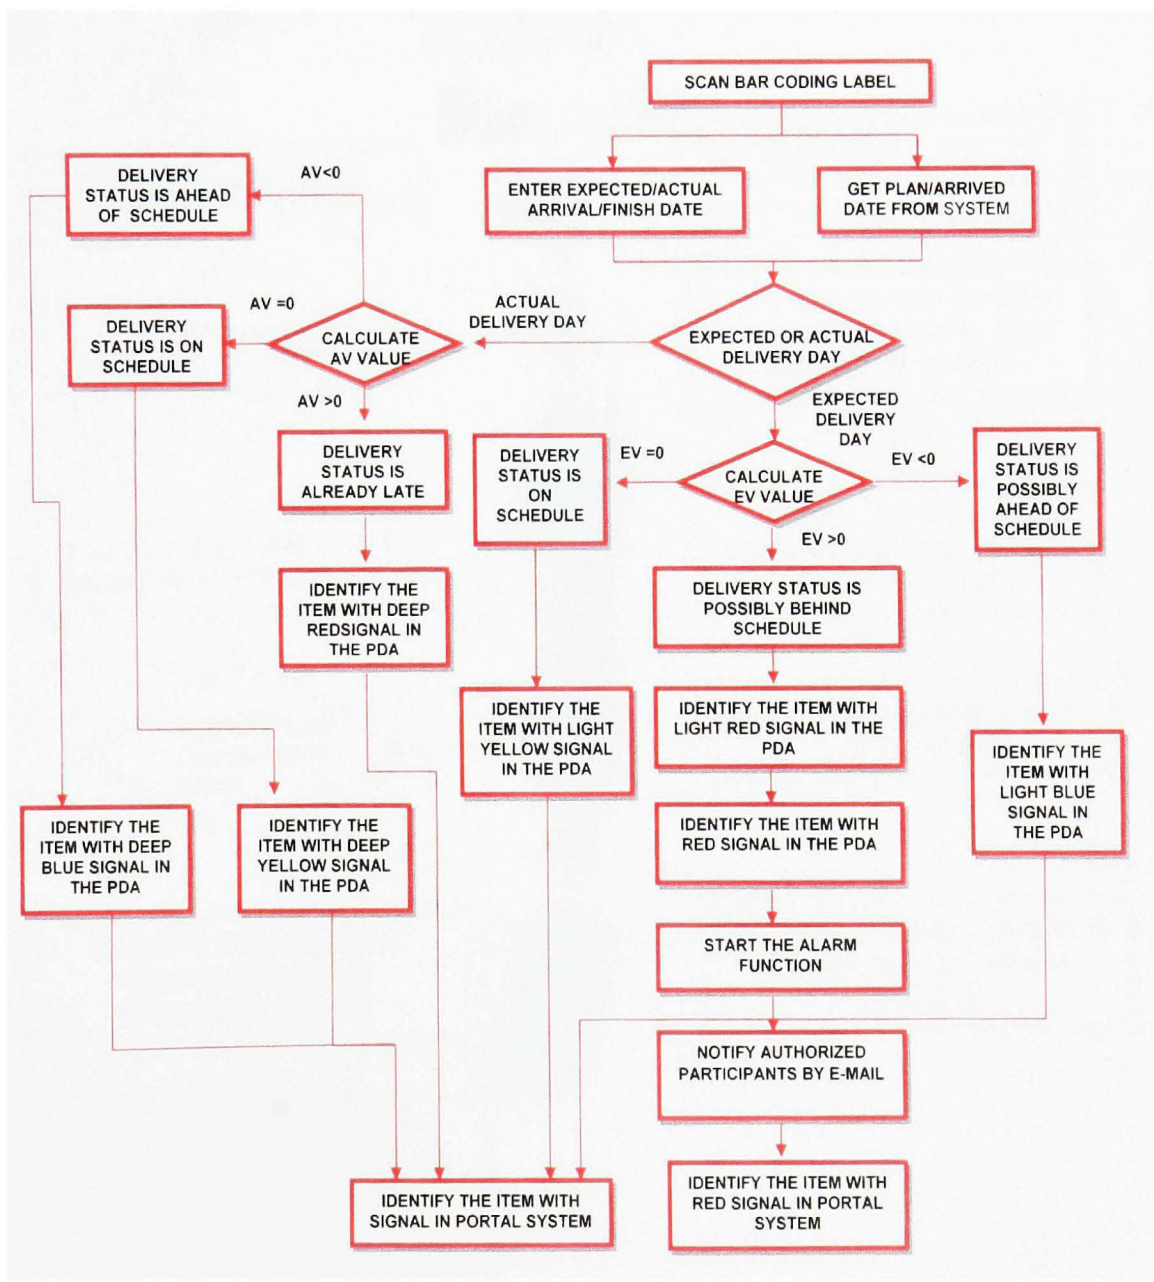 SCAN BAR CODING LABEL
ENTER EXPECTED/ACTUAL
ARRIVAL/FINISH DATE
GET PLAN/ARRIVED
DATE FROM SYSTEM
DELIVERY
STATUS IS AHEAD
OF SCHEDULE
AV<0
AV =0
ACTUAL
DELIVERY DAY
DELIVERY
STATUS IS ON
SCHEDULE
CALCULATE
AV VALUE
EXPECTED OR ACTUAL
DELIVERY DAY
AV >0
EXPECTED
DELIVERY
DAY
DELIVERY
STATUS IS
ALREADY LATE
DELIVERY
STATUS IS
ON
SCHEDULE
EV =0
CALCULATE
EV VALUE
EV <0
DELIVERY
STATUS IS
POSSIBLY
AHEAD OF
SCHEDULE
EV >0
IDENTIFY THE
ITEM WITH DEEP
REDSIGNAL IN
THE PDA
DELIVERY STATUS IS
POSSIBLY BEHIND
SCHEDULE
IDENTIFY THE
ITEM WITH LIGHT
YELLOW SIGNAL
IN THE PDA
IDENTIFY THE ITEM WITH
LIGHT RED SIGNAL IN THE
PDA
IDENTIFY THE
ITEM WITH
LIGHT BLUE
SIGNAL IN
THE PDA
IDENTIFY THE
ITEM WITH DEEP
BLUE SIGNAL IN
THE PDA
IDENTIFY THE
ITEM WITH DEEP
YELLOW SIGNAL
IN THE PDA
IDENTIFY THE ITEM WITH
RED SIGNAL IN THE PDA
START THE ALARM
FUNCTION
NOTIFY AUTHORIZED
PARTICIPANTS BY E-MAIL
IDENTIFY THE ITEM WITH
SIGNAL IN PORTAL SYSTEM
IDENTIFY THE ITEM WITH
RED SIGNAL IN PORTAL
SYSTEM